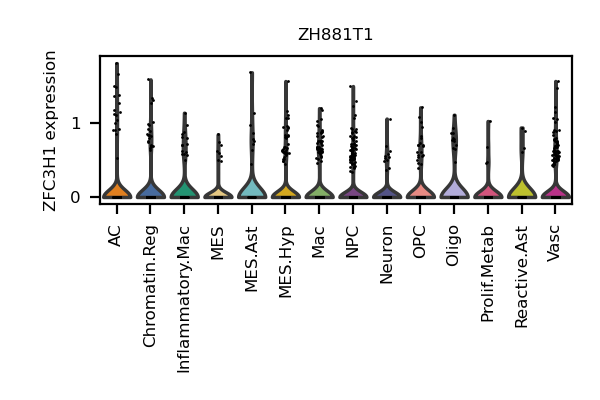 ZH881T1
ZFC3H1 expression
1
0
AC
Chromatin.Reg
Inflammatory.Mac
MES
MES.Ast
MES.Hyp
Mac
NPC
Neuron
OPC
Oligo
Prolif.Metab
Reactive.Ast
Vasc